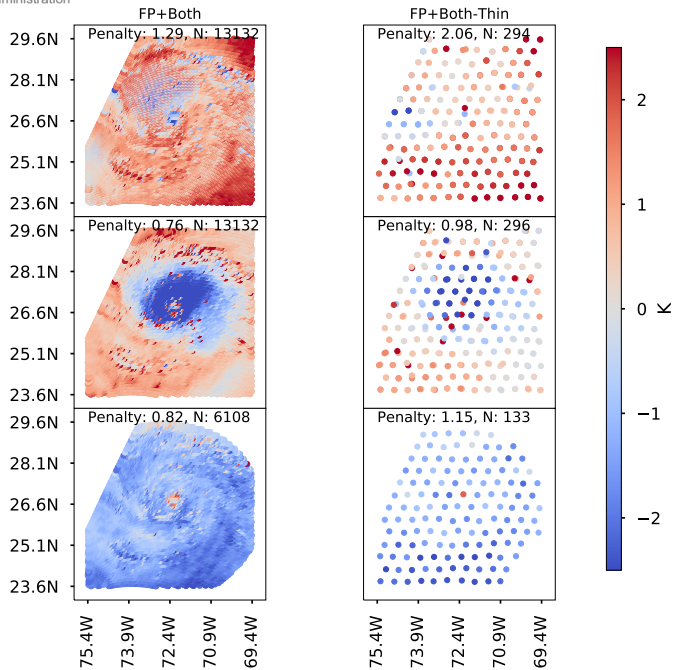 ministration
FP+Both FP+Both-Thin
Penalty: 1.29, N: 13132 Penalty: 2.06, N: 294
29.6N
28.1N
26.6N
25.1N
23.6N
Penalty: 0.76, N: 13132 Penalty: 0.98, N: 296
29.6N
28.1N
26.6N
25.1N
23.6N
Penalty: 0.82, N: 6108 Penalty: 1.15, N: 133
29.6N
28.1N
26.6N
25.1N
23.6N
75.4W 73.9W 72.4W 70.9W 69.4W 75.4W 73.9W 72.4W 70.9W 69.4W
2
1
0
−1
−2
K